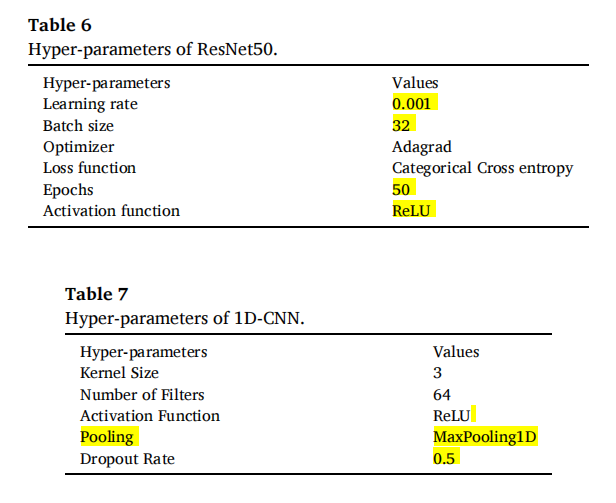 Table 6
Hyper-parameters of ResNet50.
Hyper-parameters Values
Learning rate 0.001
Batch size 32
Optimizer Adagrad
Loss function Categorical Cross entropy
Epochs 50
Activation function ReLU
Table 7
Hyper-parameters of 1D-CNN.
Hyper-parameters Values
Kernel Size 3
Number of Filters 64
Activation Function ReLU
Pooling MaxPooling1D
Dropout Rate 0.5